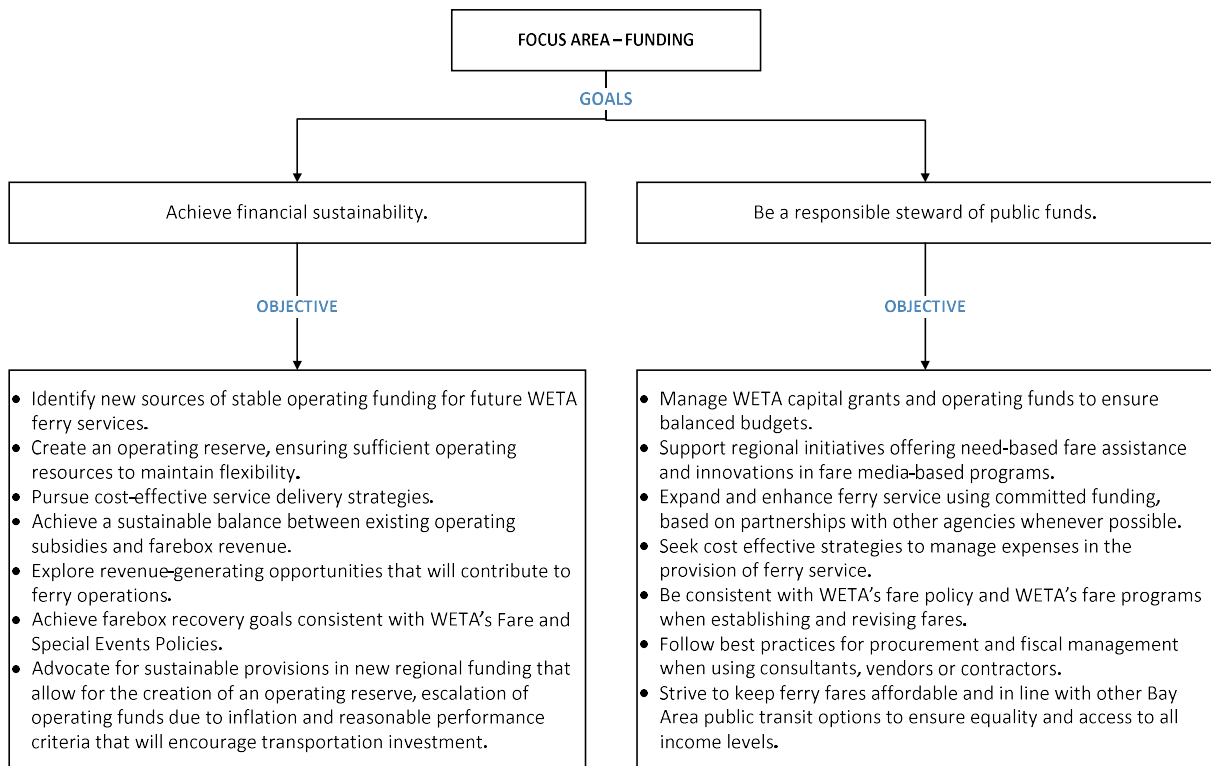 FOCUS AREA – FUNDING
GOALS
Achieve financial sustainability.
Be a responsible steward of public funds.
OBJECTIVE
OBJECTIVE
• Identify new sources of stable operating funding for future WETA
ferry services.
• Create an operating reserve, ensuring sufficient operating
resources to maintain flexibility.
• Pursue cost-effective service delivery strategies.
• Achieve a sustainable balance between existing operating
subsidies and farebox revenue.
• Explore revenue-generating opportunities that will contribute to
ferry operations.
• Achieve farebox recovery goals consistent with WETA’s Fare and
Special Events Policies.
• Advocate for sustainable provisions in new regional funding that
allow for the creation of an operating reserve, escalation of
operating funds due to inflation and reasonable performance
criteria that will encourage transportation investment.
• Manage WETA capital grants and operating funds to ensure
balanced budgets.
• Support regional initiatives offering need-based fare assistance
and innovations in fare media-based programs.
• Expand and enhance ferry service using committed funding,
based on partnerships with other agencies whenever possible.
• Seek cost effective strategies to manage expenses in the
provision of ferry service.
• Be consistent with WETA’s fare policy and WETA’s fare programs
when establishing and revising fares.
• Follow best practices for procurement and fiscal management
when using consultants, vendors or contractors.
• Strive to keep ferry fares affordable and in line with other Bay
Area public transit options to ensure equality and access to all
income levels.